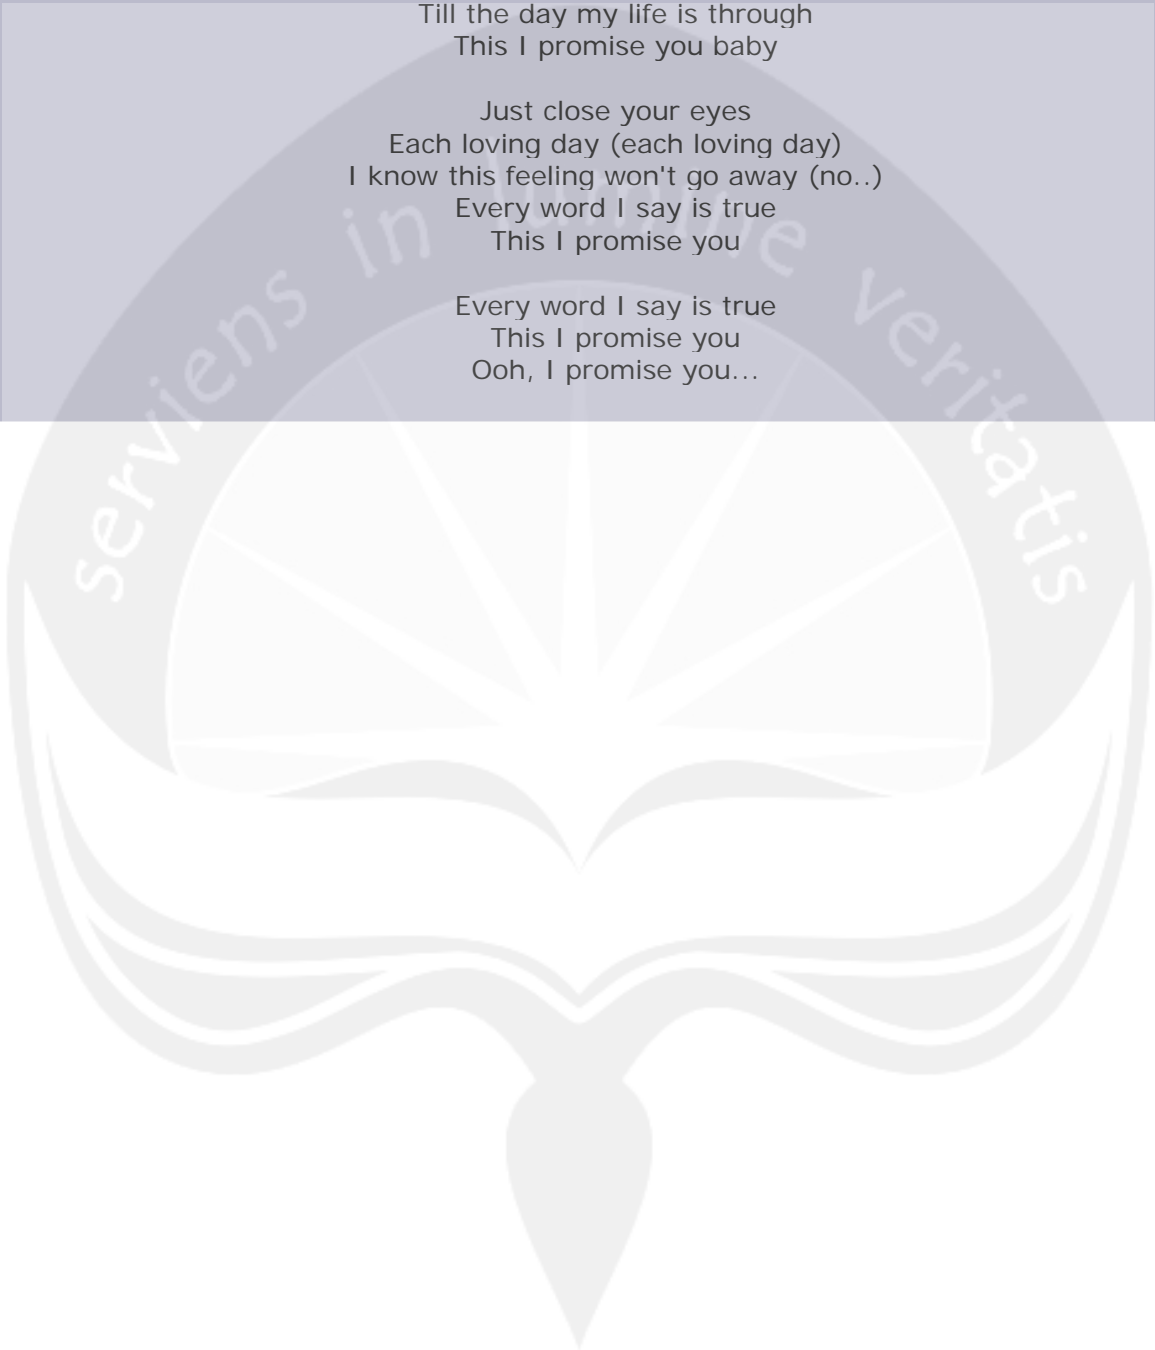 Till the day my life is through
This I promise you baby
Just close your eyes
Each loving day (each loving day)
I know this feeling won't go away (no..)
Every word I say is true
This I promise you
Every word I say is true
This I promise you
Ooh, I promise you...
serviens in lumine veritatis